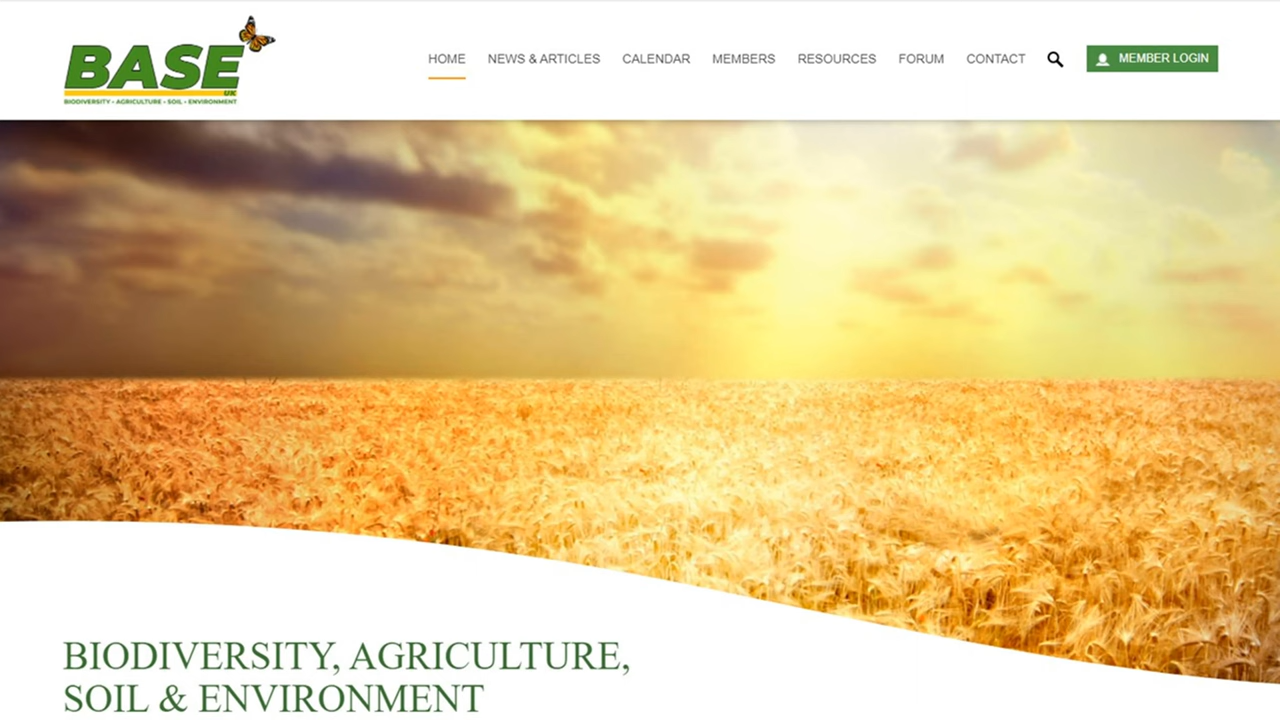 BASE
UK
BIODIVERSITY • AGRICULTURE • SOIL • ENVIRONMENT
HOME NEWS & ARTICLES CALENDAR MEMBERS RESOURCES FORUM CONTACT MEMBER LOGIN
BIODIVERSITY, AGRICULTURE,
SOIL & ENVIRONMENT